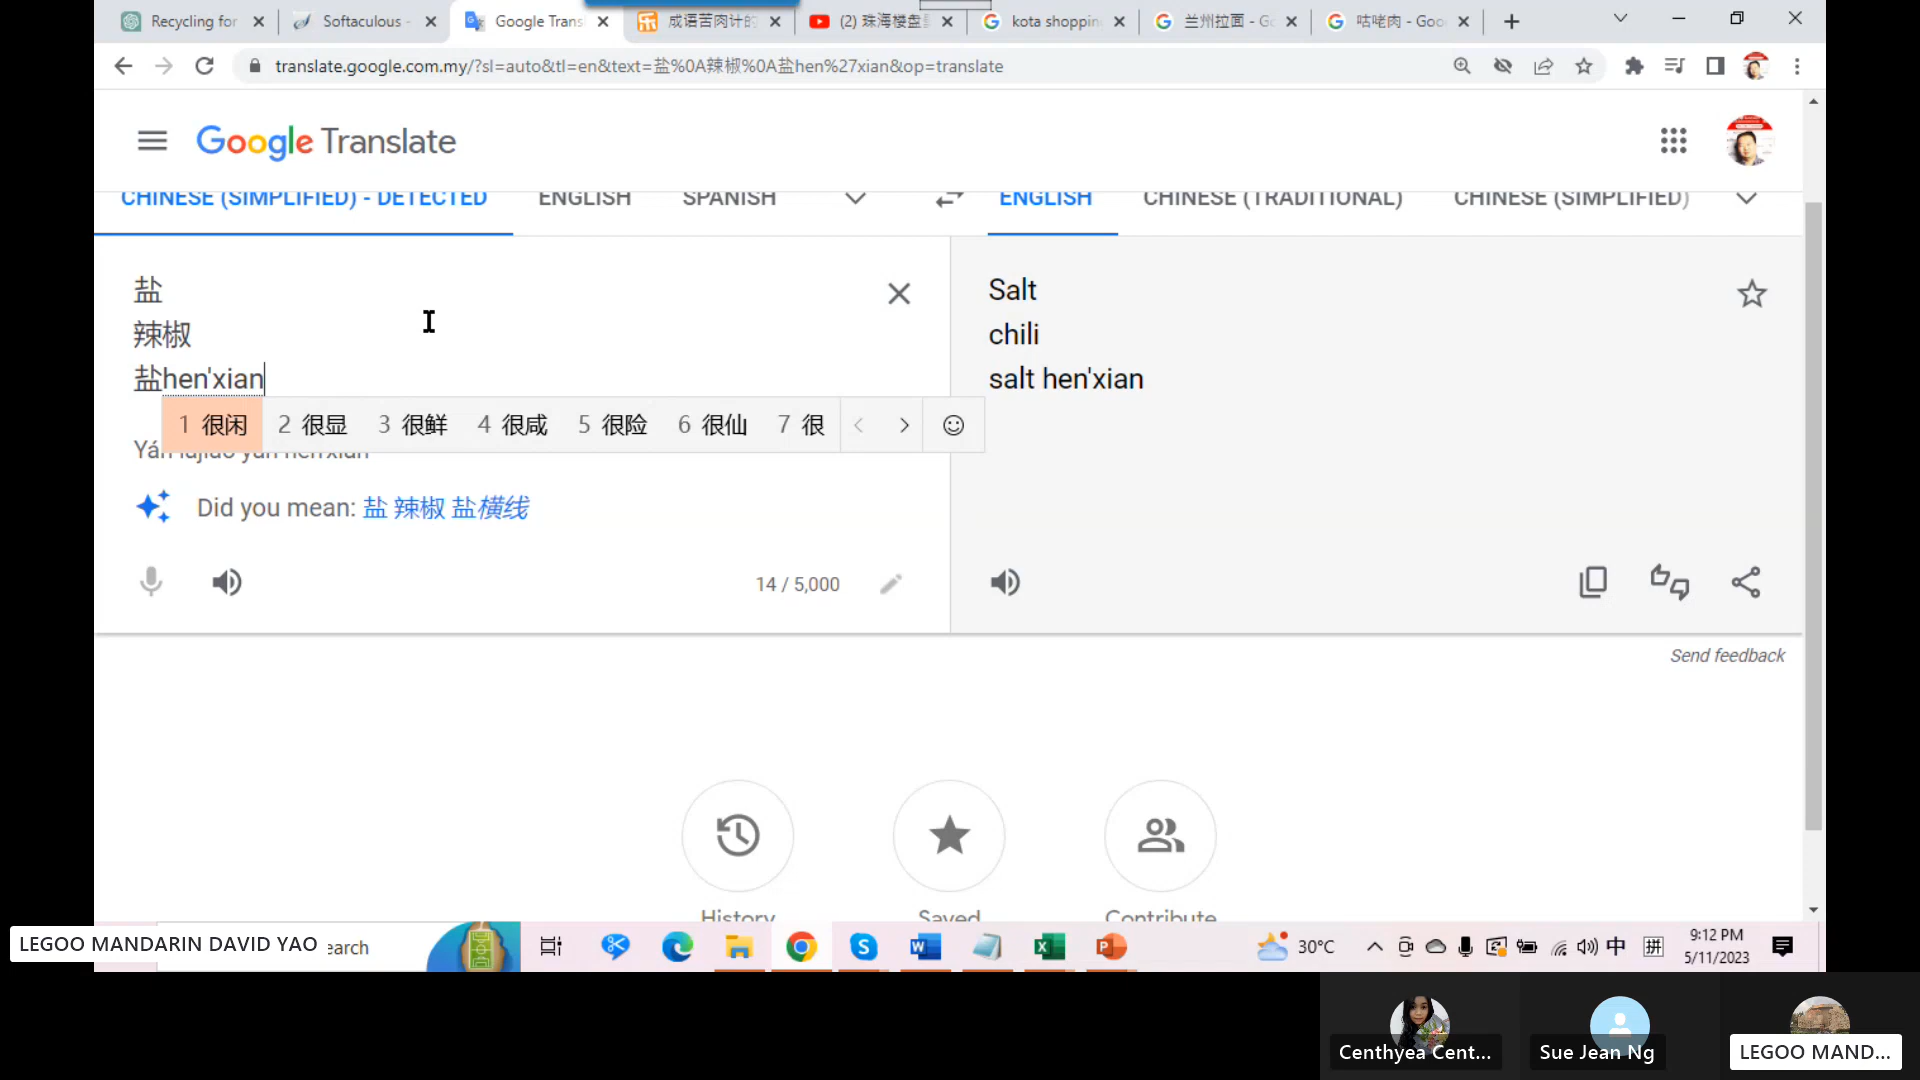 Recycling for
Softaculous -
Google Trans
成语苦肉计的
(2) 珠海楼盘
kota shoppin
兰州拉面 - Go
咕咾肉 - Goo
translate.google.com.my/?sl=auto&tl=en&text=盐%0A辣椒%0A盐hen%27xian&op=translate
Google Translate
CHINESE (SIMPLIFIED) - DETECTED
ENGLISH
SPANISH
ENGLISH
CHINESE (TRADITIONAL)
CHINESE (SIMPLIFIED)
盐
辣椒
盐hen'xian
1 很闲 2 很显 3 很鲜 4 很咸 5 很险 6 很仙 7 很
Did you mean: 盐 辣椒 盐横线
14 / 5,000
Salt
chili
salt hen'xian
Send feedback
History
Saved
Contribute
LEGOO MANDARIN DAVID YAO
earch
30°C
中
拼
9:12 PM
5/11/2023
Centhyea Cent...
Sue Jean Ng
LEGOO MAND...